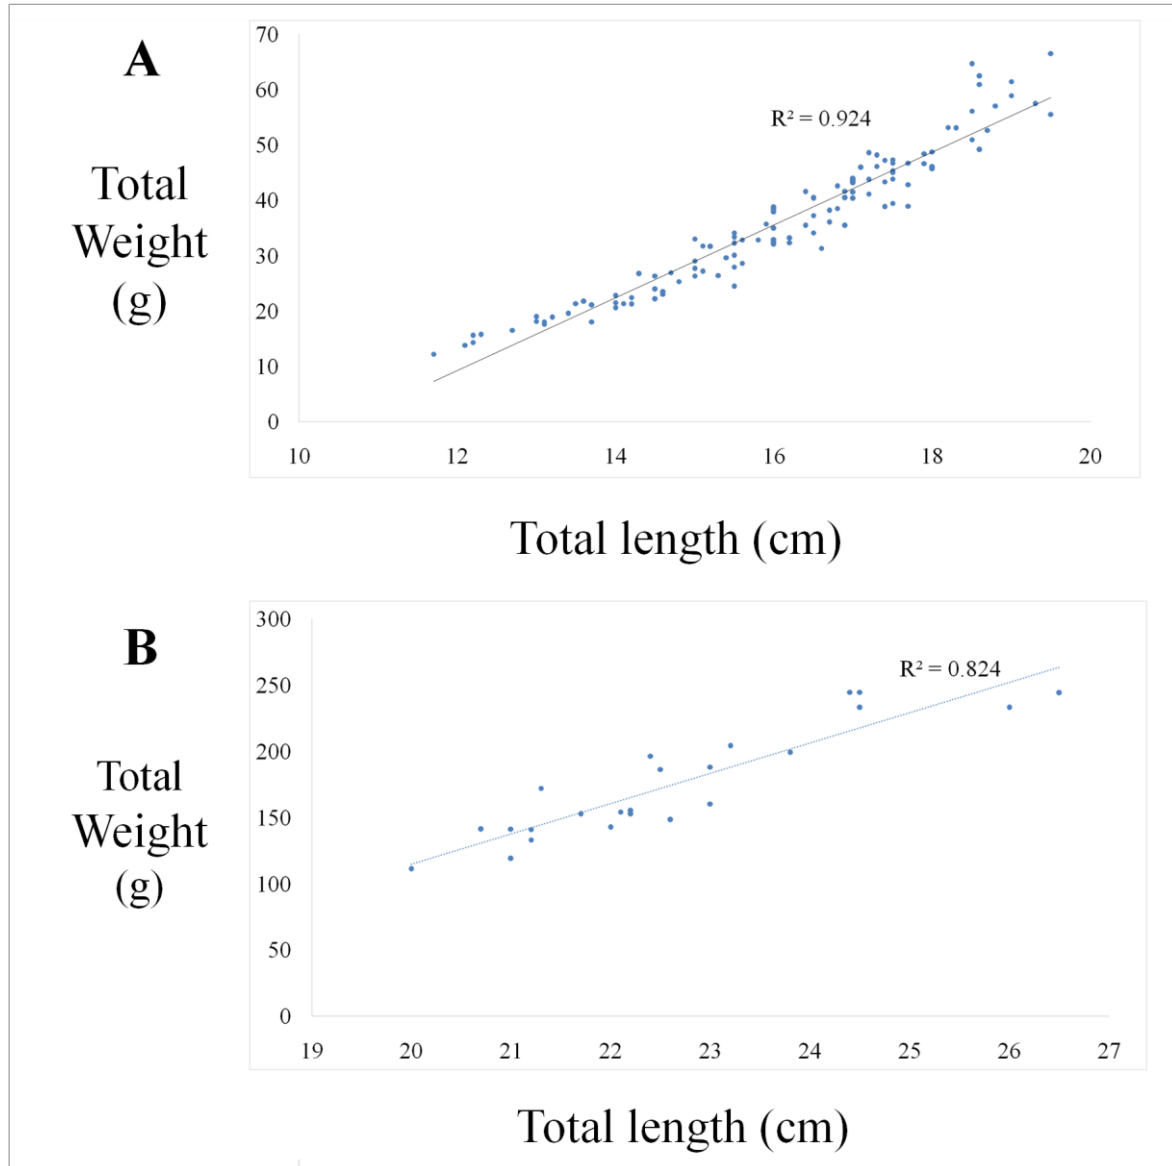 A
Total
Weight
(g)
70
60
50
40
30
20
10
0
R² = 0.924
10 12 14 16 18 20
Total length (cm)
B
Total
Weight
(g)
300
250
200
150
100
50
0
R² = 0.824
19 20 21 22 23 24 25 26 27
Total length (cm)